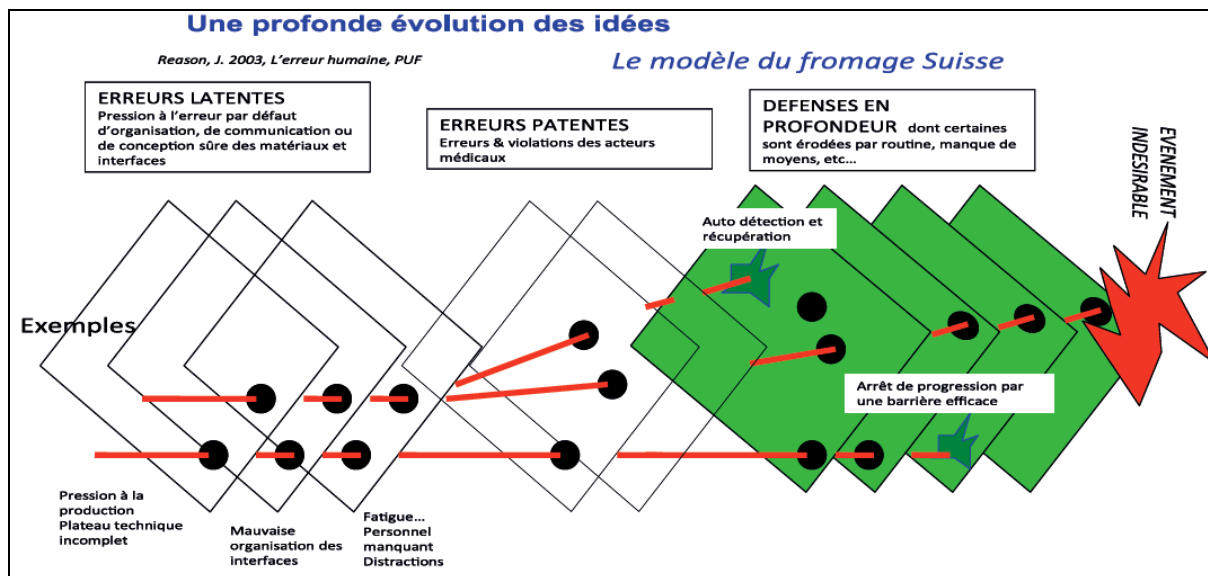 Une profonde évolution des idées
Reason, J. 2003, L’erreur humaine, PUF
Le modèle du fromage Suisse
ERREURS LATENTES
Pression à l’erreur par défaut
d’organisation, de communication ou
de conception sûre des matériaux et
interfaces
ERREURS PATENTES
Erreurs & violations des acteurs
médicaux
DEFENSES EN
PROFONDEUR dont certaines
sont érodées par routine, manque de
moyens, etc...
EVENEMENT
INDESIRABLE
Auto détection et
récupération
Exemples
Arrêt de progression par
une barrière efficace
Pression à la
production
Plateau technique
incomplet
Mauvaise
organisation des
interfaces
Fatigue...
Personnel
manquant
Distractions